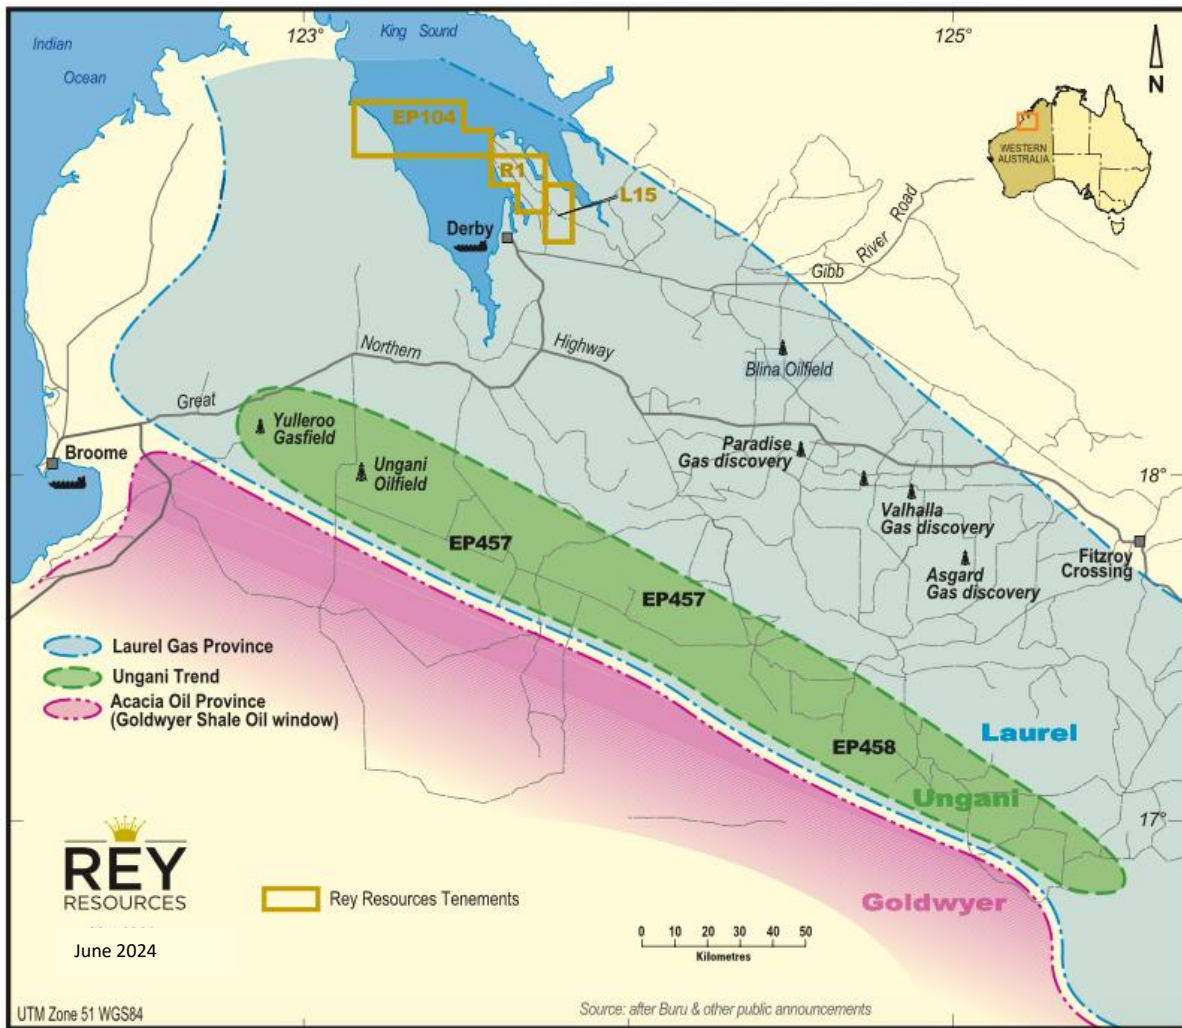 123°
King Sound
125°
Indian
Ocean
N
EP104
WESTERN
AUSTRALIA
R1
L15
Derby
Gibb River Road
Northern
Highway
Blina Oilfield
Great
Yulleroo
Gasfield
Paradise
Gas discovery
Broome
Ungani
Oilfield
18°
Valhalla
Gas discovery
EP457
Fitzroy
Crossing
Asgard
Gas discovery
EP457
Laurel Gas Province
Ungani Trend
Acacia Oil Province
(Goldwyer Shale Oil window)
Laurel
EP458
Ungani
17°
REY
RESOURCES
Rey Resources Tenements
Goldwyer
June 2024
0 10 20 30 40 50
Kilometres
UTM Zone 51 WGS84
Source: after Buru & other public announcements